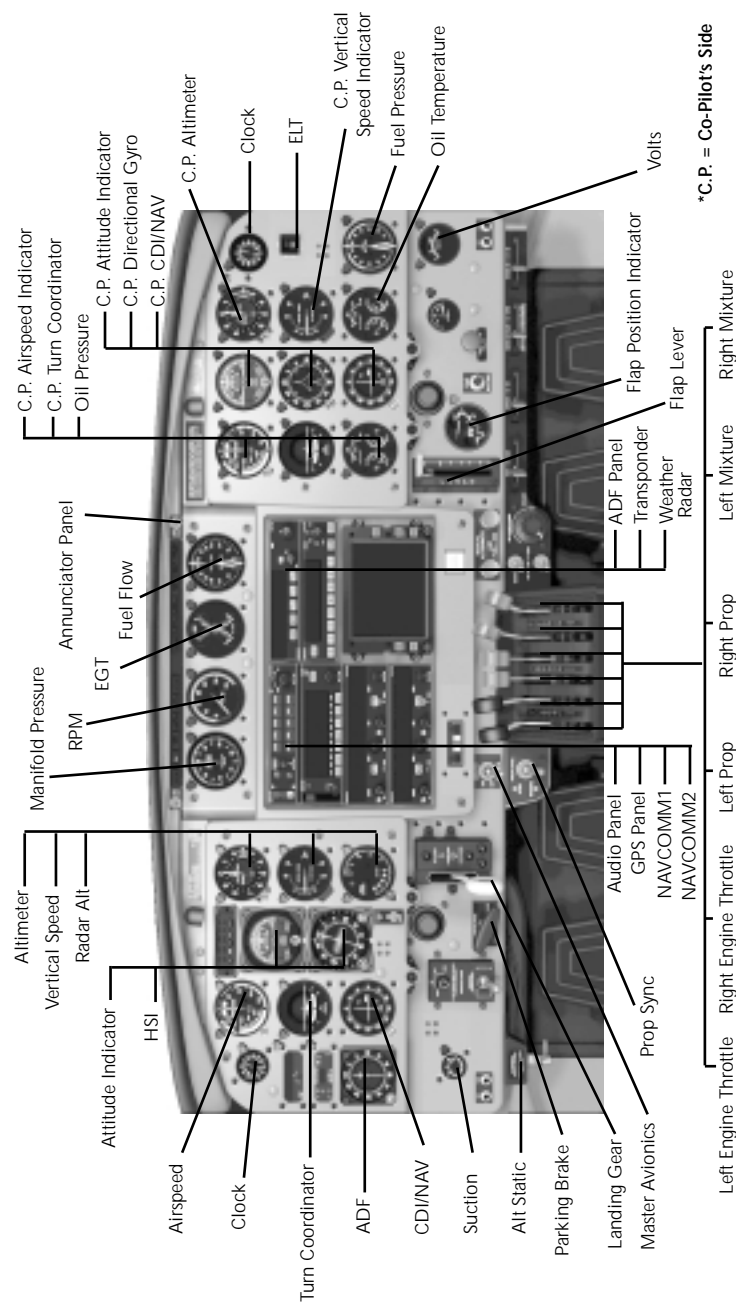 Altimeter
Vertical Speed
Radar Alt
Attitude Indicator
HSI
Airspeed
Clock
Turn Coordinator
ADF
CDI/NAV
Suction
Alt Static
Parking Brake
Landing Gear
Master Avionics
Prop Sync
Manifold Pressure
RPM
EGT
Fuel Flow
Annunciator Panel
C.P. Airspeed Indicator
C.P. Turn Coordinator
Oil Pressure
C.P. Attitude Indicator
C.P. Directional Gyro
C.P. CDI/NAV
C.P. Altimeter
Clock
ELT
C.P. Vertical
Speed Indicator
Fuel Pressure
Oil Temperature
Volts
Flap Position Indicator
Flap Lever
Audio Panel
GPS Panel
NAVCOMM1
NAVCOMM2
ADF Panel
Transponder
Weather
Radar
Left Engine Throttle
Right Engine Throttle
Left Prop
Right Prop
Left Mixture
Right Mixture
*C.P. = Co-Pilot's Side